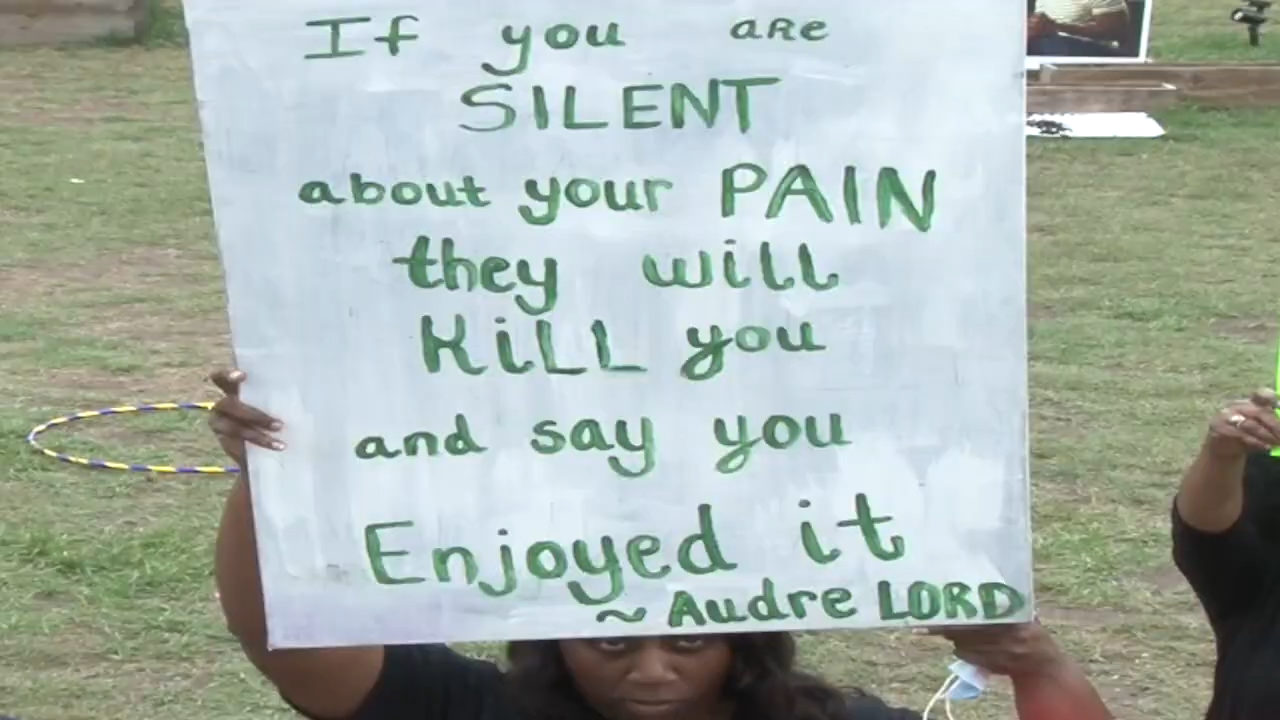 If you are
SILENT
about your PAIN
they will
KiLL you
and say you
Enjoyed it
~ Audre LORD